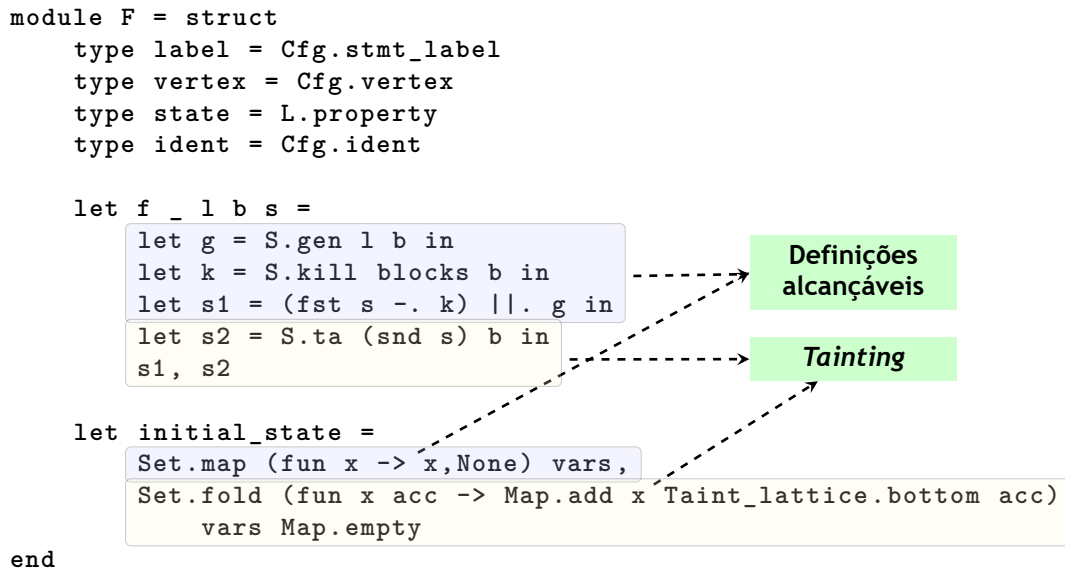 module F = struct
    type label = Cfg.stmt_label
    type vertex = Cfg.vertex
    type state = L.property
    type ident = Cfg.ident

    let f _ l b s =
        let g = S.gen l b in
        let k = S.kill blocks b in
        let s1 = (fst s -. k) ||. g in
        let s2 = S.ta (snd s) b in
        s1, s2

    let initial_state =
        Set.map (fun x -> x,None) vars,
        Set.fold (fun x acc -> Map.add x Taint_lattice.bottom acc)
            vars Map.empty
end
Definições
alcançáveis
Tainting